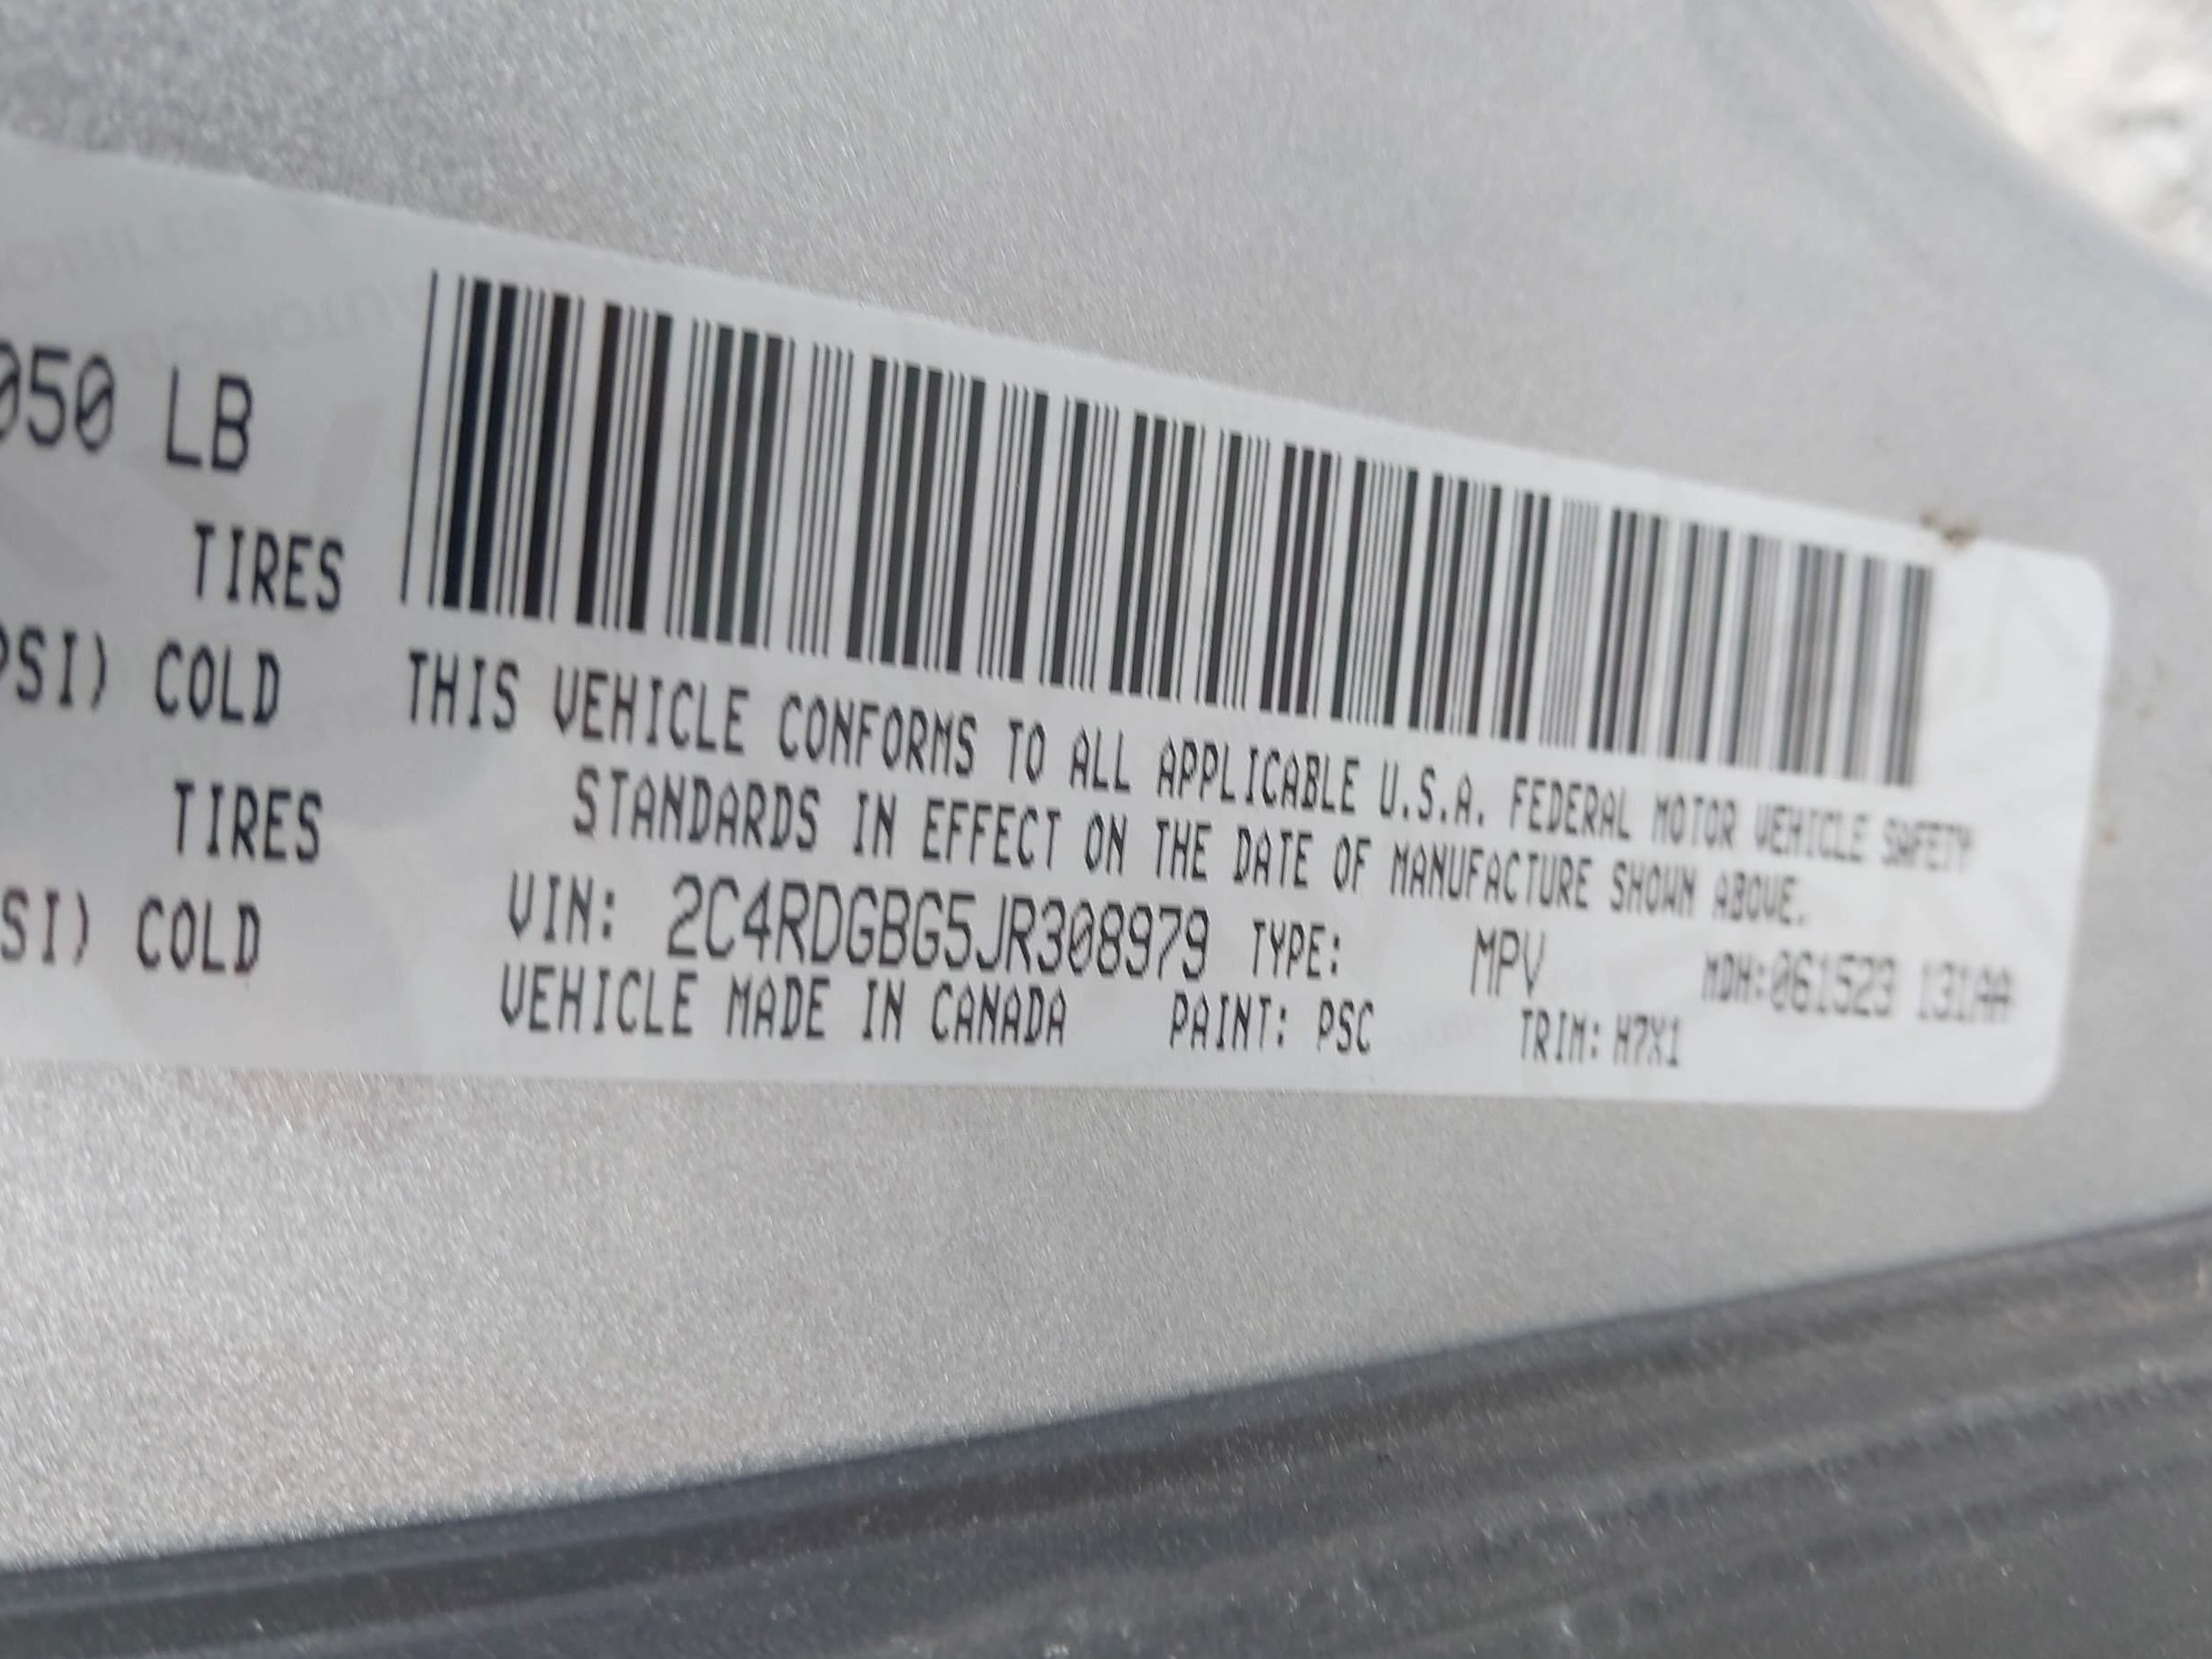 050 LB
TIRES
PSI) COLD
TIRES
SI) COLD
THIS VEHICLE CONFORMS TO ALL APPLICABLE U.S.A. FEDERAL MOTOR VEHICLE SAFETY
STANDARDS IN EFFECT ON THE DATE OF MANUFACTURE SHOWN ABOVE.
VIN: 2C4RDGBG5JR308979 TYPE: MPV MDH:061523 131AA
VEHICLE MADE IN CANADA PAINT: PSC TRIM: H7X1